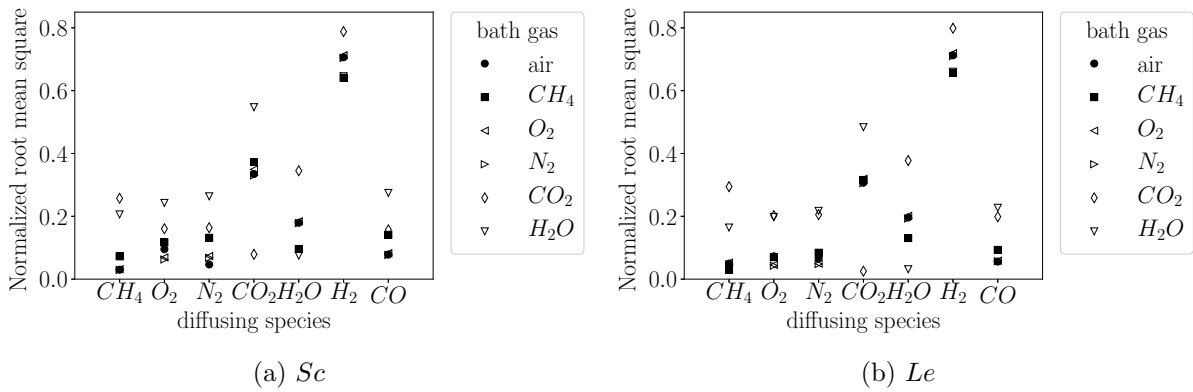 Normalized root mean square
0.8
0.6
0.4
0.2
0.0
CH₄ O₂ N₂ CO₂ H₂O H₂ CO
diffusing species
bath gas
air
CH₄
O₂
N₂
CO₂
H₂O
(a) Sc
Normalized root mean square
0.8
0.6
0.4
0.2
0.0
CH₄ O₂ N₂ CO₂ H₂O H₂ CO
diffusing species
bath gas
air
CH₄
O₂
N₂
CO₂
H₂O
(b) Le